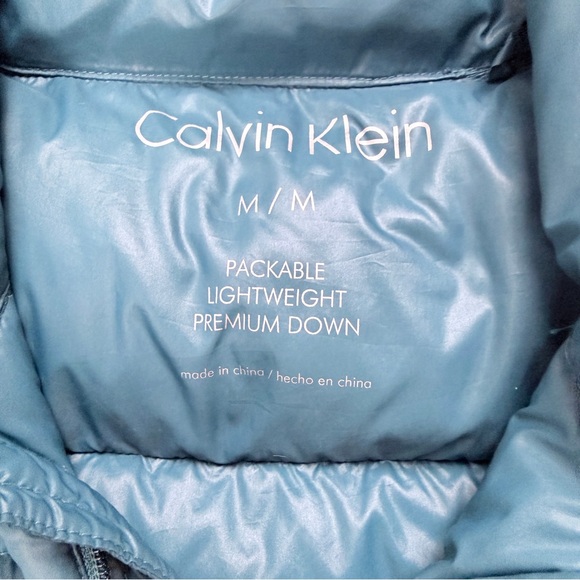 Calvin Klein
M / M
PACKABLE
LIGHTWEIGHT
PREMIUM DOWN
made in china / hecho en china